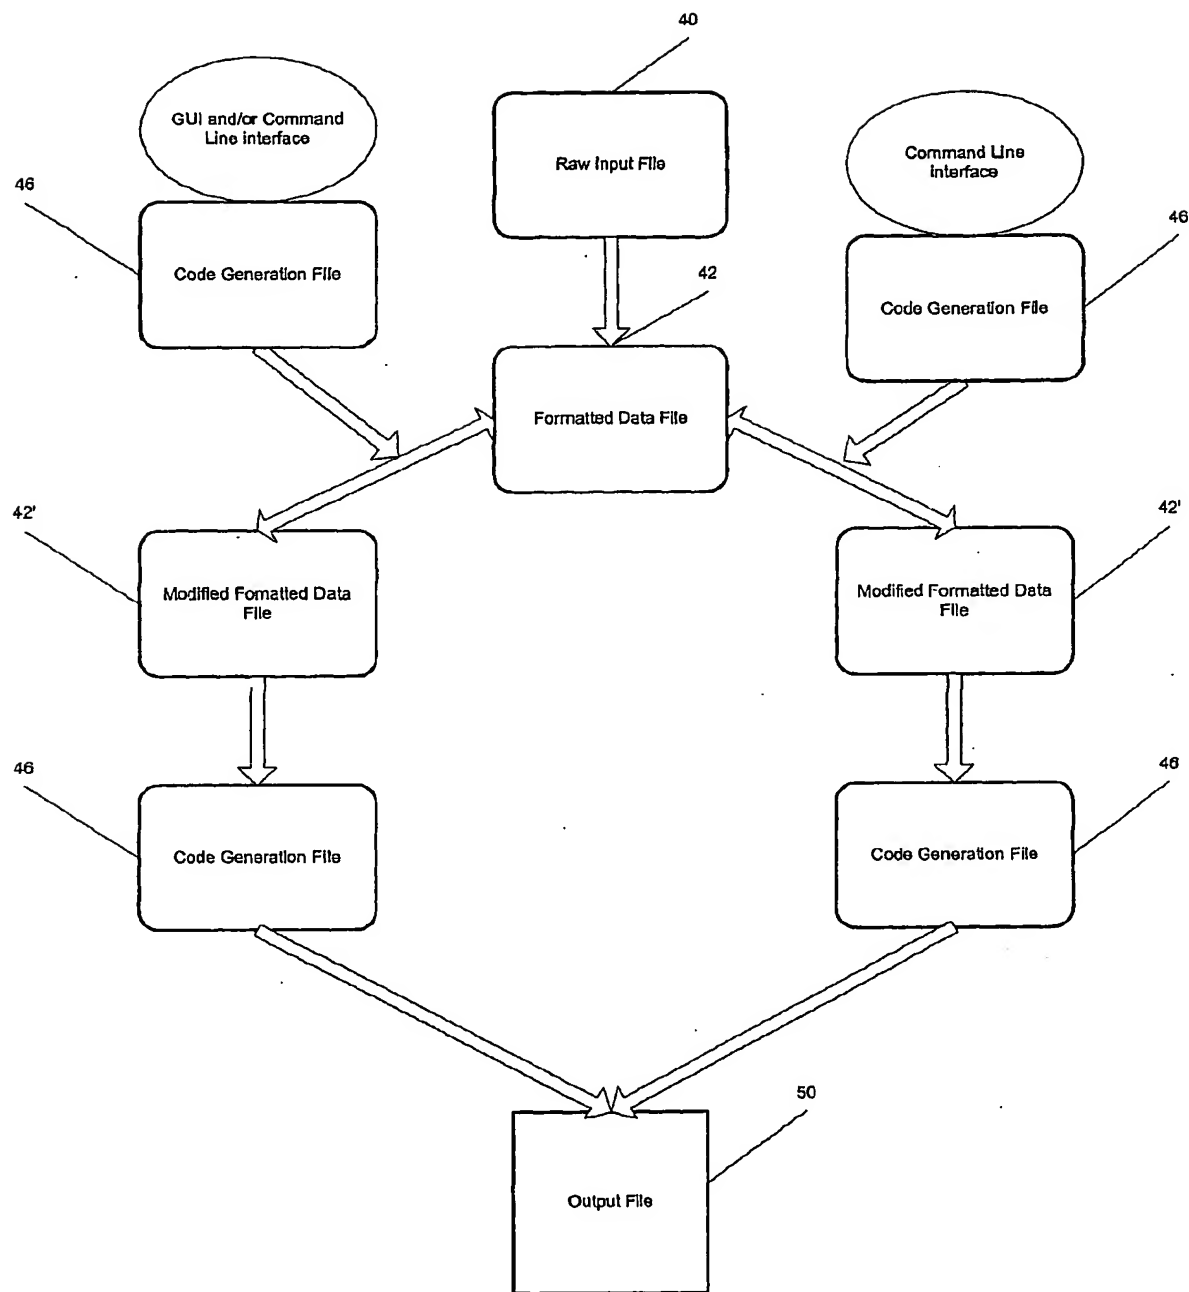 40
GUI and/or Command
Line interface
Raw Input File
Command Line
Interface
46
46
Code Generation File
42
Code Generation File
Formatted Data File
42'
42'
Modified Fomatted Data
File
Modified Formatted Data
File
46
46
Code Generation File
Code Generation File
50
Output File